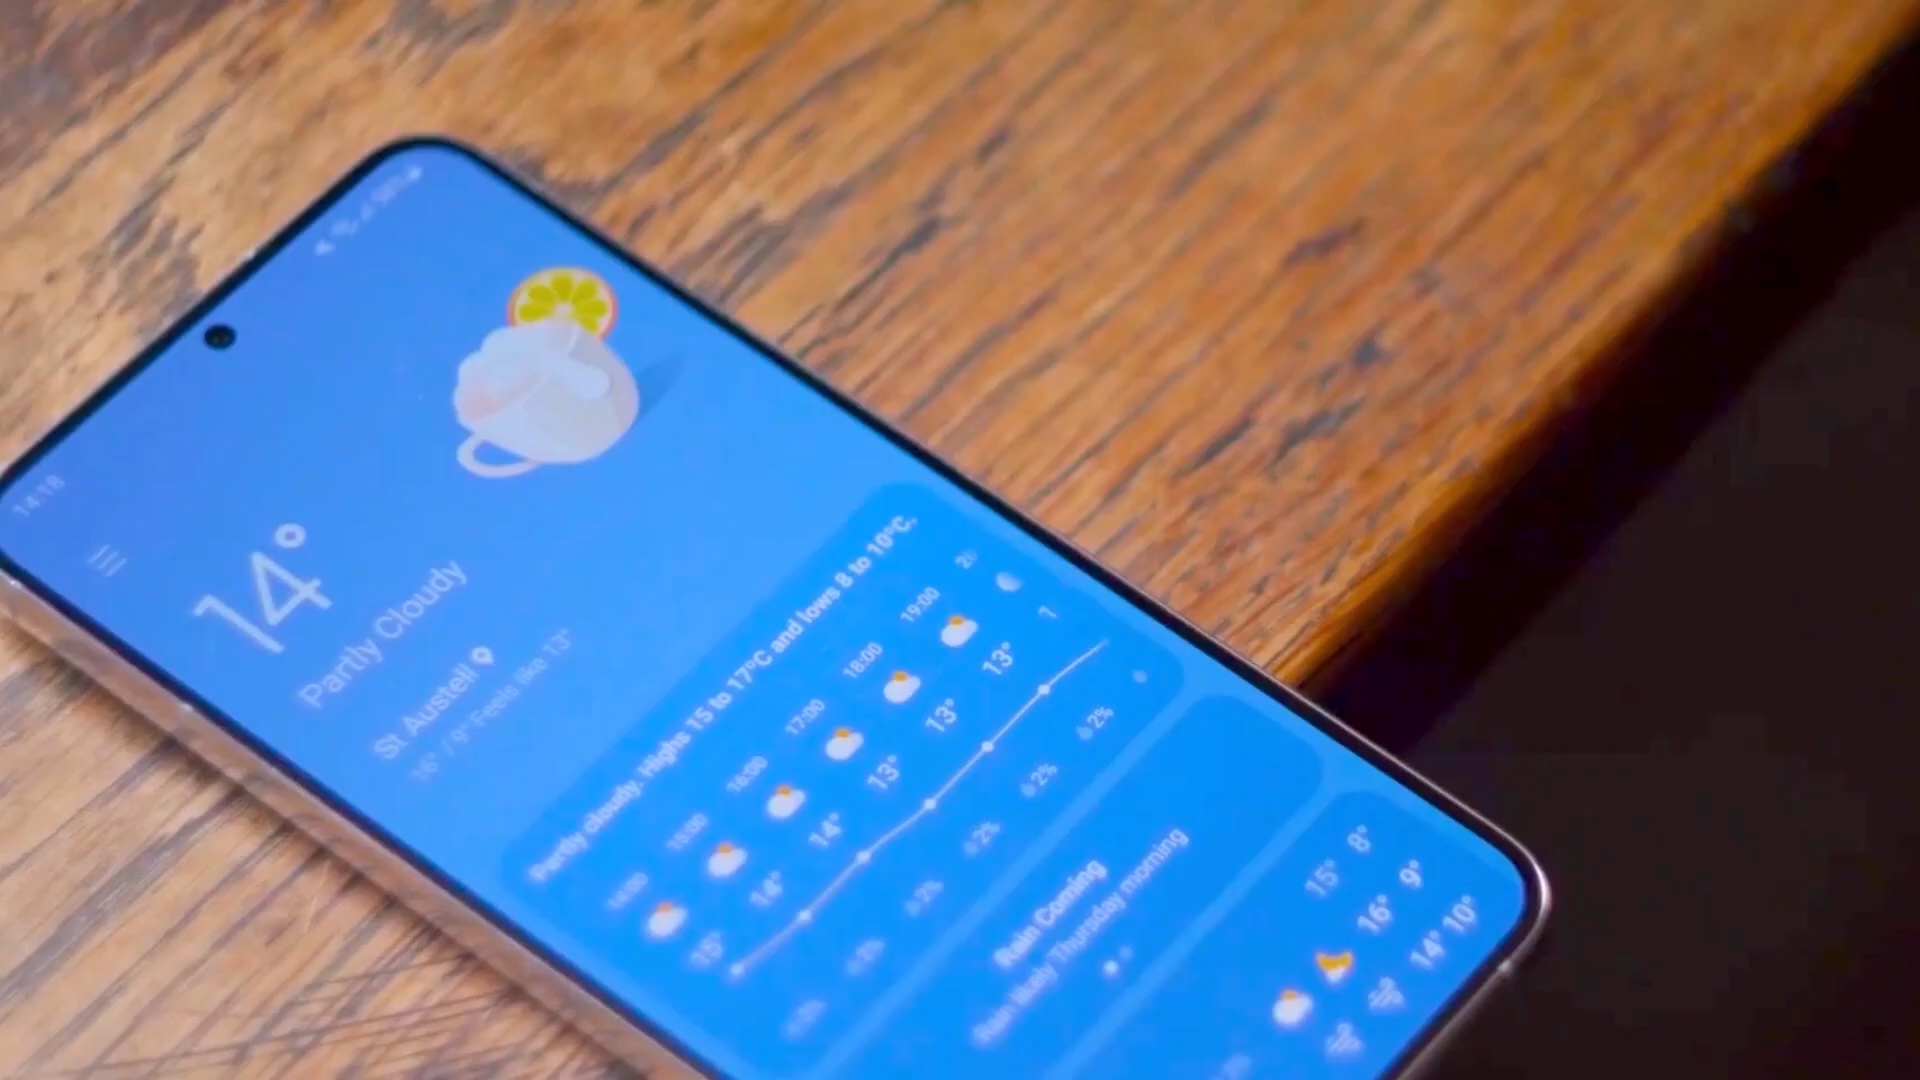 14:18
14°
Partly Cloudy
St Austell
16° / 9° Feels like 13°
Partly cloudy. Highs 15 to 17°C and lows 8 to 10°C.
14:00 15:00 16:00 17:00 18:00 19:00
15° 14° 14° 13° 13° 13° 1
2% 2% 2% 2%
Rain Coming
Rain likely Thursday morning
15° 8°
16° 9°
14° 10°